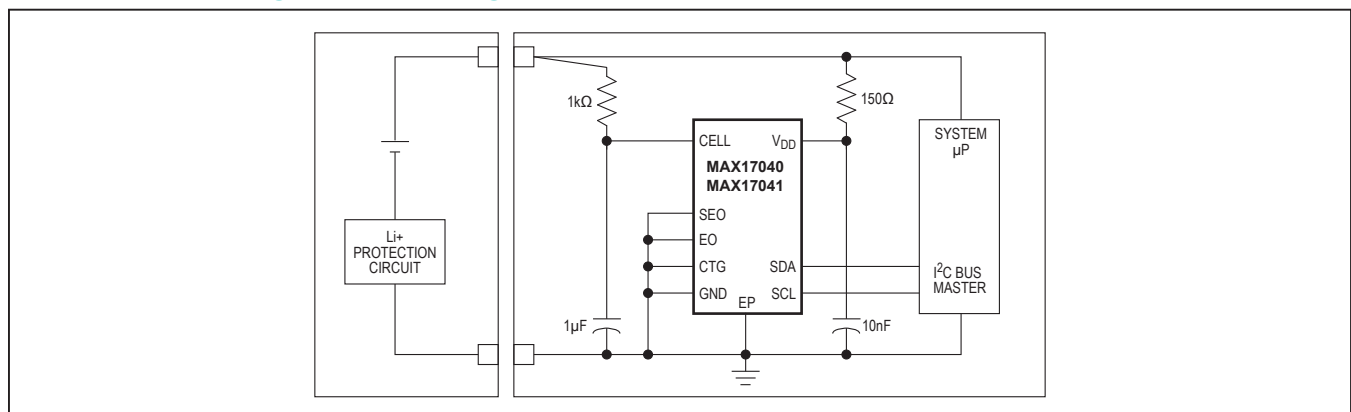 Li+
PROTECTION
CIRCUIT
1kΩ
150Ω
CELL
VDD
MAX17040
MAX17041
SEO
EO
CTG
GND
EP
SDA
SCL
1µF
10nF
SYSTEM
µP
I2C BUS
MASTER